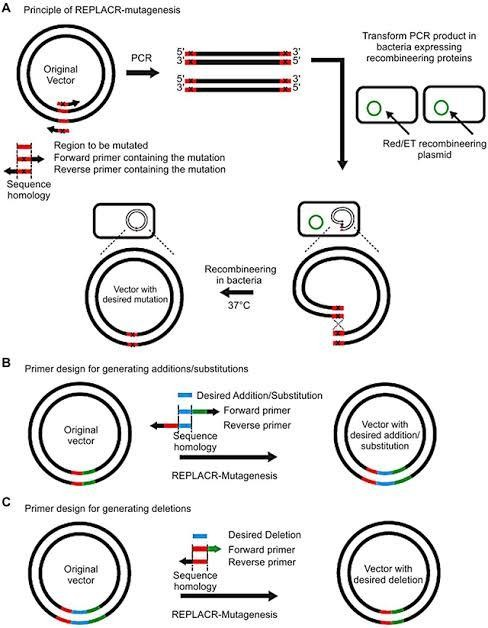 A Principle of REPLACR-mutagenesis
Original
Vector
PCR
5' x x 3'
3' x x 5'
5' x x 3'
3' x x 5'
Transform PCR product in
bacteria expressing
recombineering proteins
Red/ET recombineering
plasmid
Region to be mutated
Forward primer containing the mutation
Reverse primer containing the mutation
Sequence
homology
Vector with
desired mutation
Recombineering
in bacteria
37°C
B Primer design for generating additions/substitutions
Original
vector
Desired Addition/Substitution
Forward primer
Reverse primer
Sequence
homology
REPLACR-Mutagenesis
Vector with
desired addition/
substitution
C Primer design for generating deletions
Original
vector
Desired Deletion
Forward primer
Reverse primer
Sequence
homology
REPLACR-Mutagenesis
Vector with
desired deletion